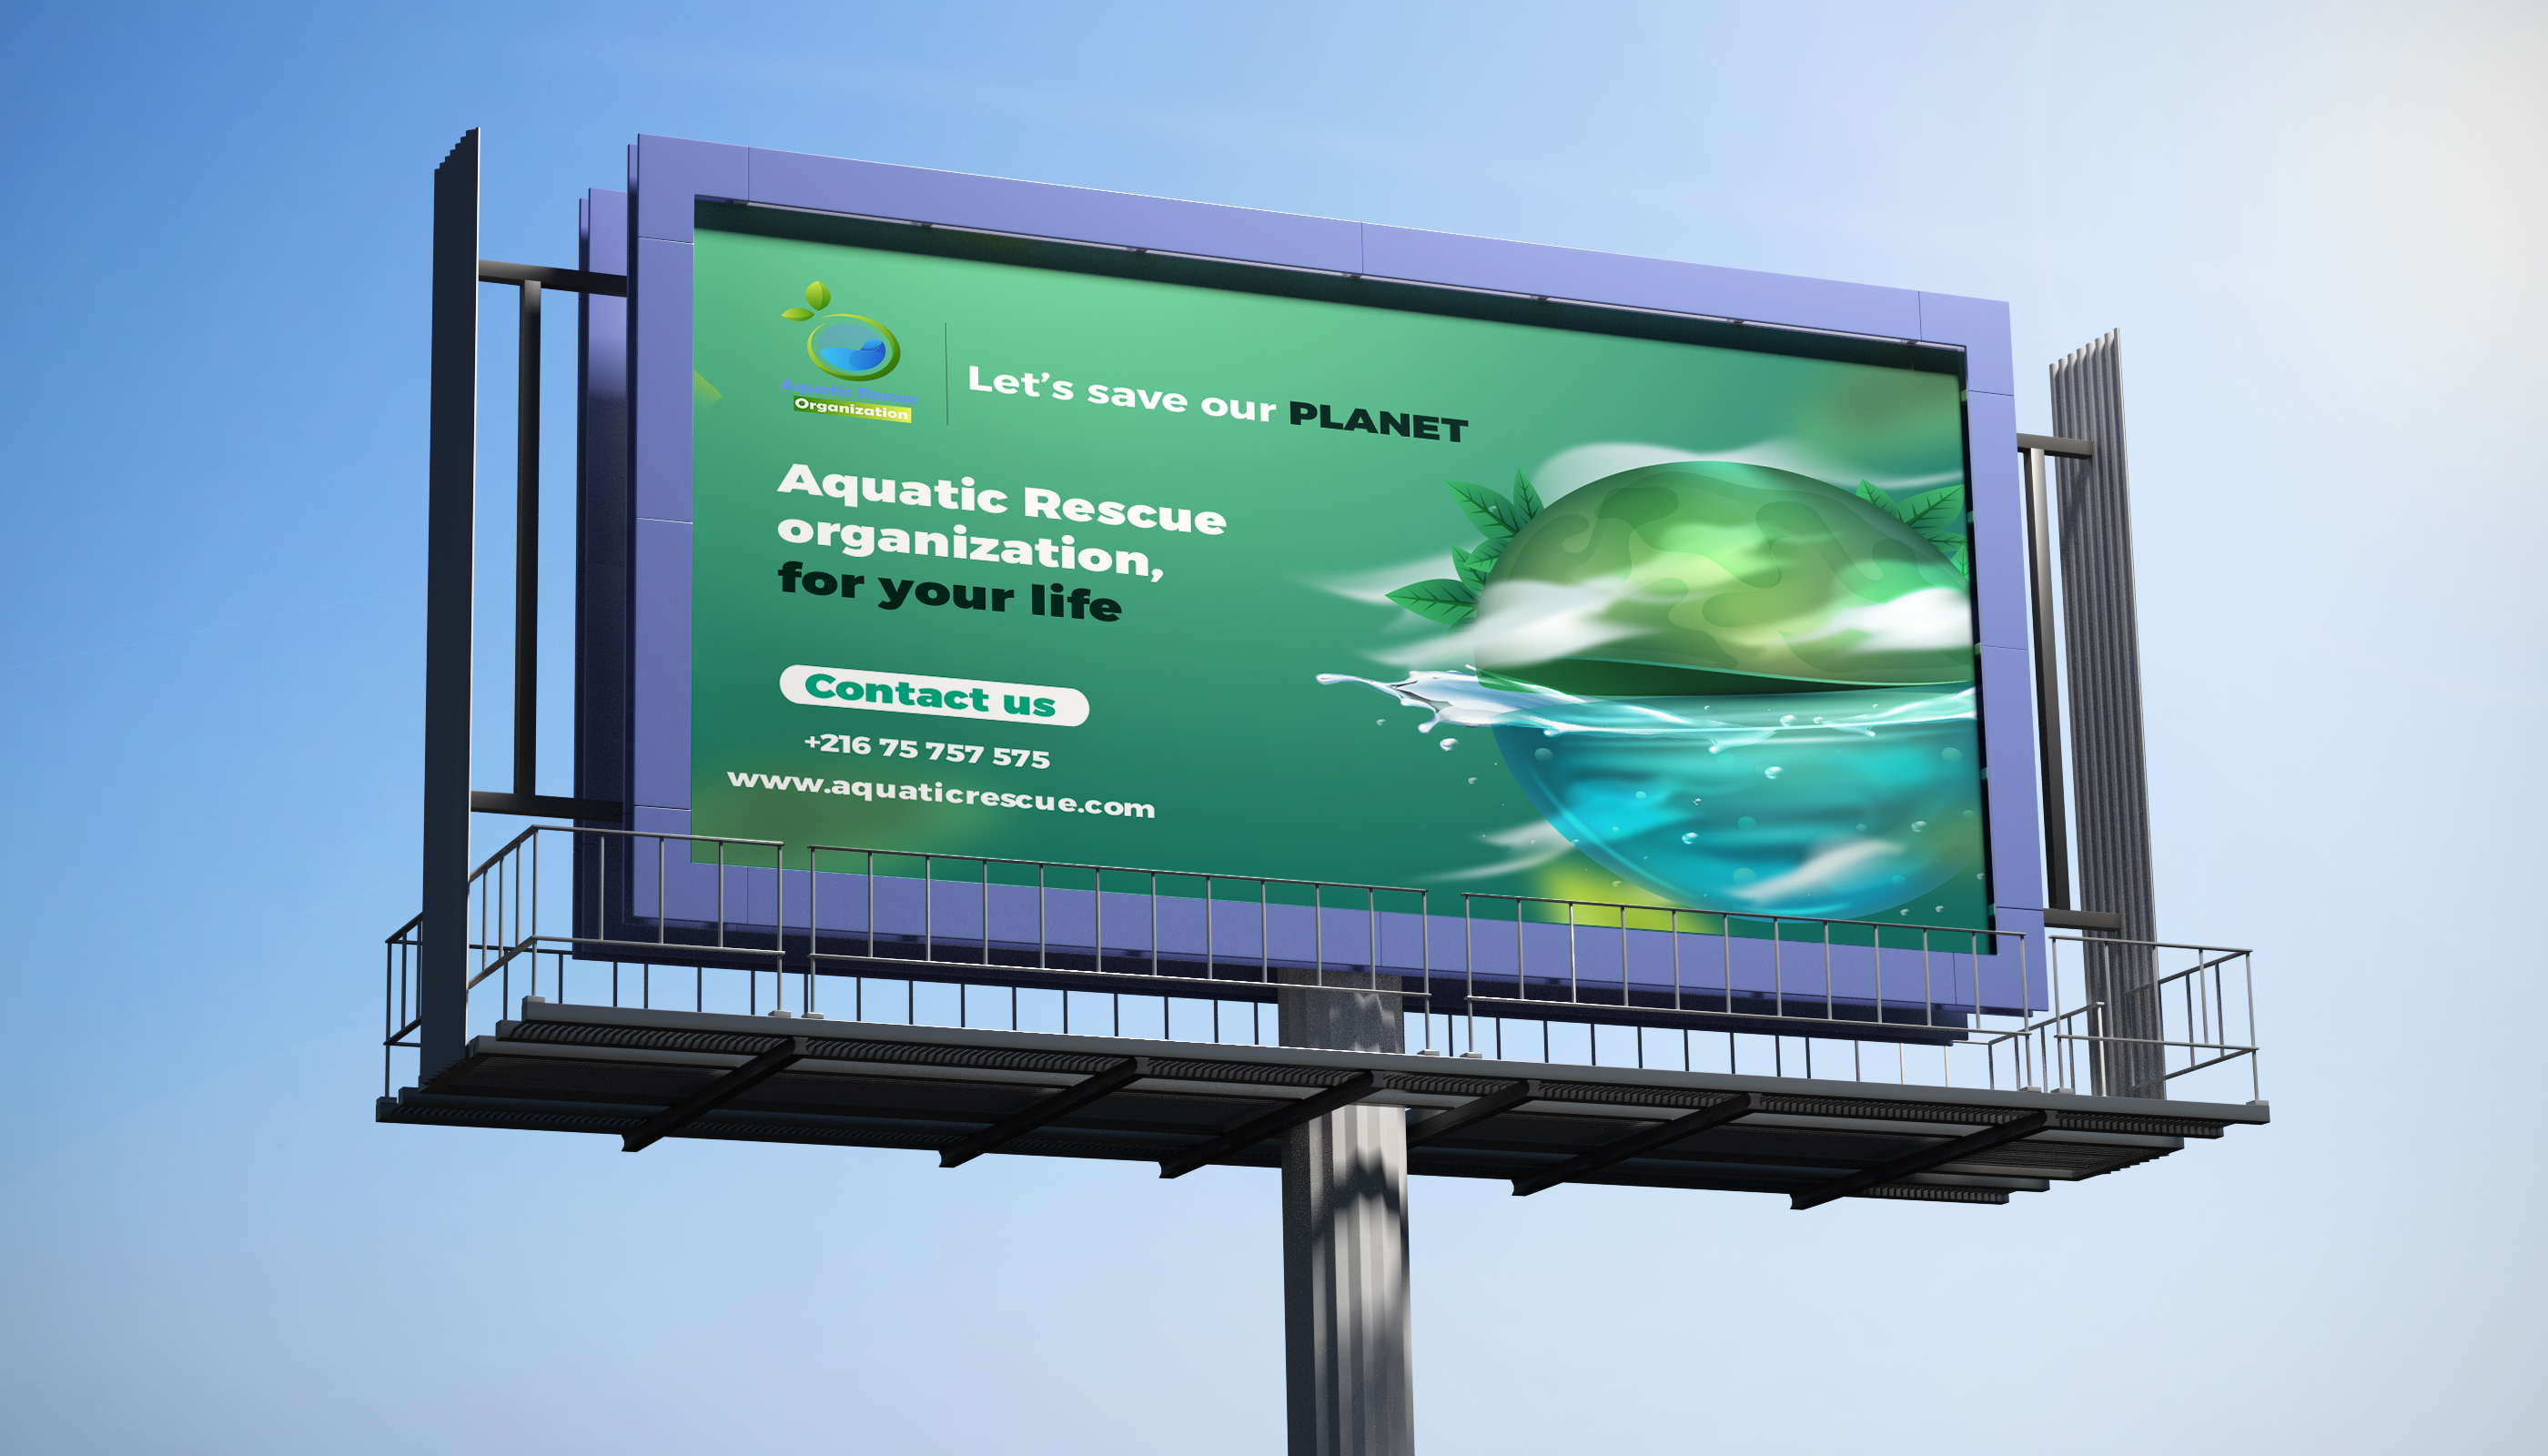 Aquatic Rescue
Organization
Let's save our PLANET
Aquatic Rescue
organization,
for your life
Contact us
+216 75 757 575
www.aquaticrescue.com